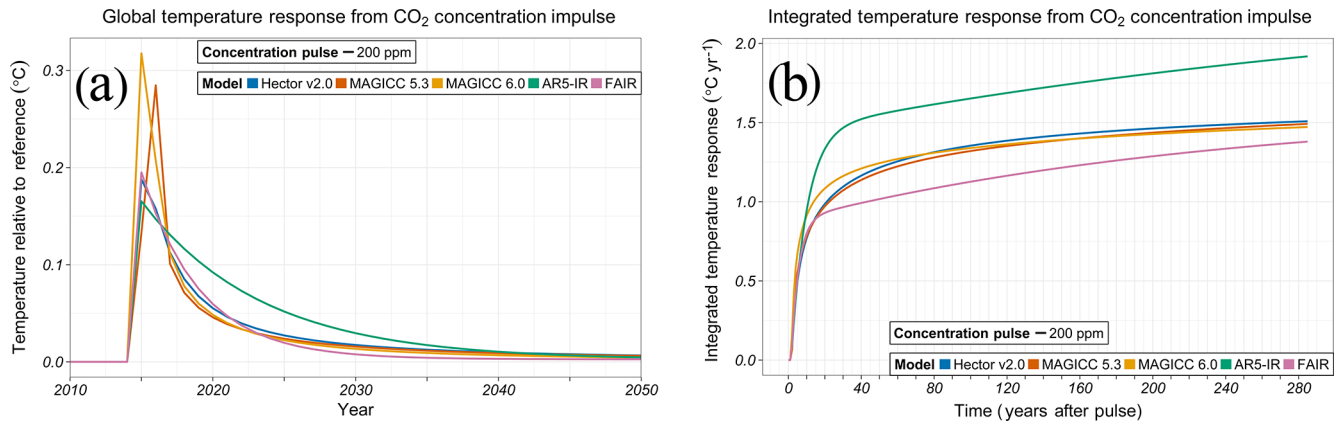 Global temperature response from CO₂ concentration impulse
(a)
Concentration pulse 200 ppm
Model Hector v2.0 MAGICC 5.3 MAGICC 6.0 AR5-IR FAIR
Temperature relative to reference (°C)
0.3
0.2
0.1
0.0
2010 2020 2030 2040 2050
Year
Integrated temperature response from CO₂ concentration impulse
(b)
Integrated temperature response (°C yr⁻¹)
2.0
1.5
1.0
0.5
0.0
Concentration pulse 200 ppm
Model Hector v2.0 MAGICC 5.3 MAGICC 6.0 AR5-IR FAIR
0 20 40 80 120 160 200 240 280
Time (years after pulse)